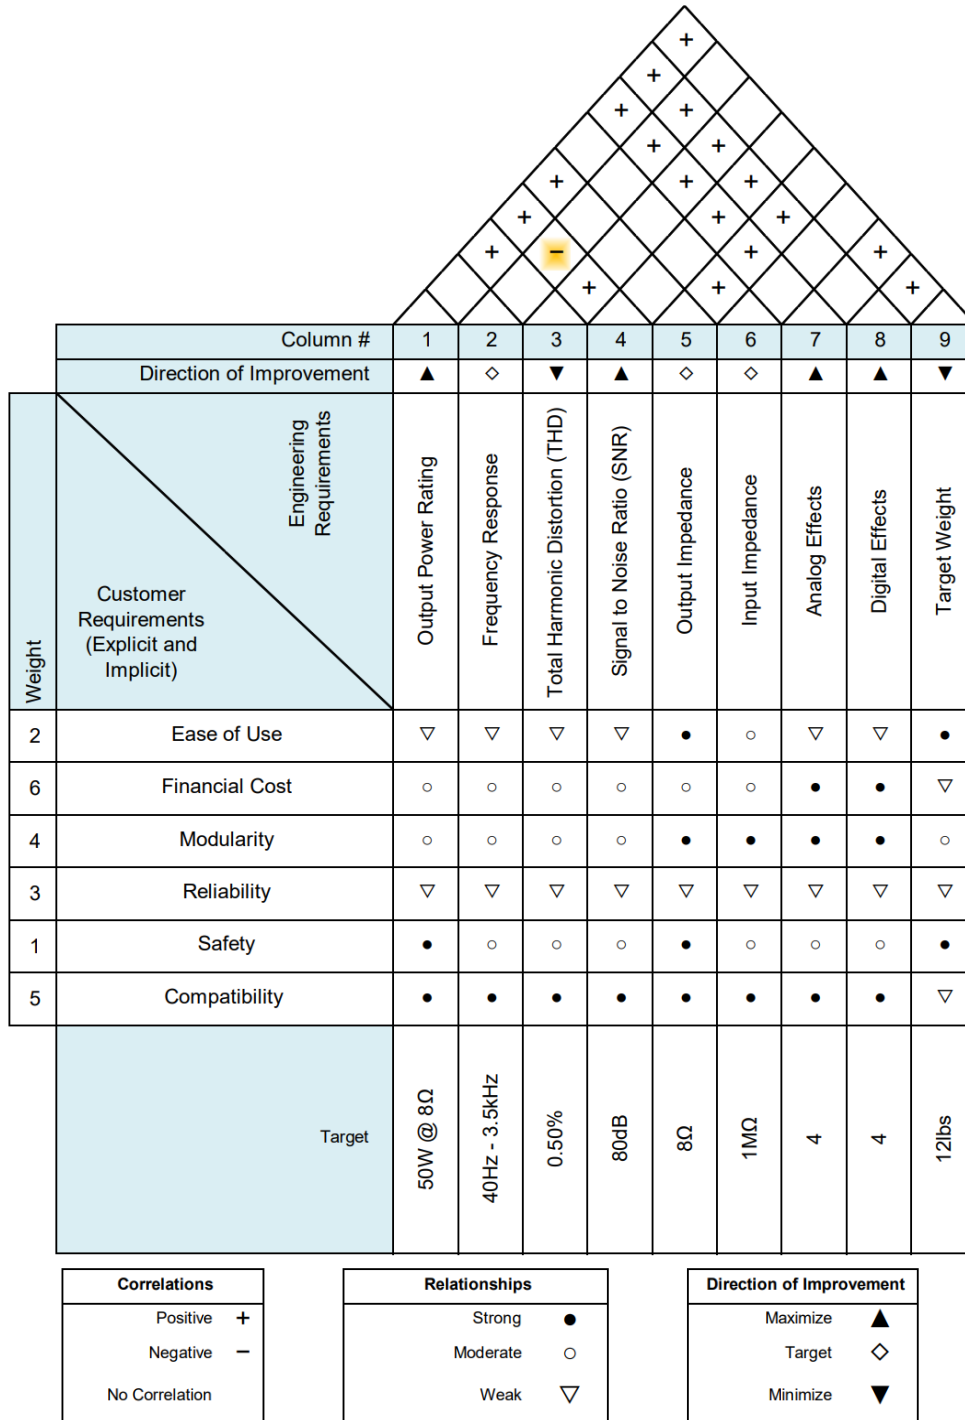 +
+
+ +
+ +
+ + +
+ + +
+ − + +
+ + +
Column # 1 2 3 4 5 6 7 8 9
Direction of Improvement ▲ ◇ ▼ ▲ ◇ ◇ ▲ ▲ ▼
Weight
Customer
Requirements
(Explicit and
Implicit)
Engineering
Requirements
Output Power Rating
Frequency Response
Total Harmonic Distortion (THD)
Signal to Noise Ratio (SNR)
Output Impedance
Input Impedance
Analog Effects
Digital Effects
Target Weight
2 Ease of Use ▽ ▽ ▽ ▽ ● ○ ▽ ▽ ●
6 Financial Cost ○ ○ ○ ○ ○ ○ ● ● ▽
4 Modularity ○ ○ ○ ○ ● ● ● ● ○
3 Reliability ▽ ▽ ▽ ▽ ▽ ▽ ▽ ▽ ▽
1 Safety ● ○ ○ ○ ● ○ ○ ○ ●
5 Compatibility ● ● ● ● ● ● ● ● ▽
Target
50W @ 8Ω
40Hz - 3.5kHz
0.50%
80dB
8Ω
1MΩ
4
4
12lbs
Correlations
Positive +
Negative −
No Correlation
Relationships
Strong ●
Moderate ○
Weak ▽
Direction of Improvement
Maximize ▲
Target ◇
Minimize ▼